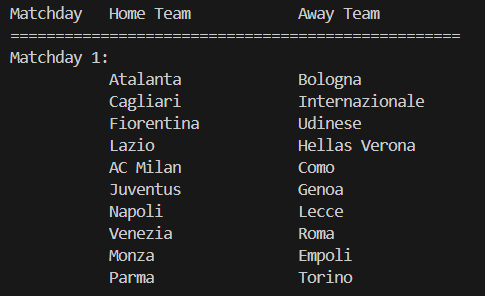 Matchday Home Team Away Team
==================================================
Matchday 1:
Atalanta Bologna
Cagliari Internazionale
Fiorentina Udinese
Lazio Hellas Verona
AC Milan Como
Juventus Genoa
Napoli Lecce
Venezia Roma
Monza Empoli
Parma Torino